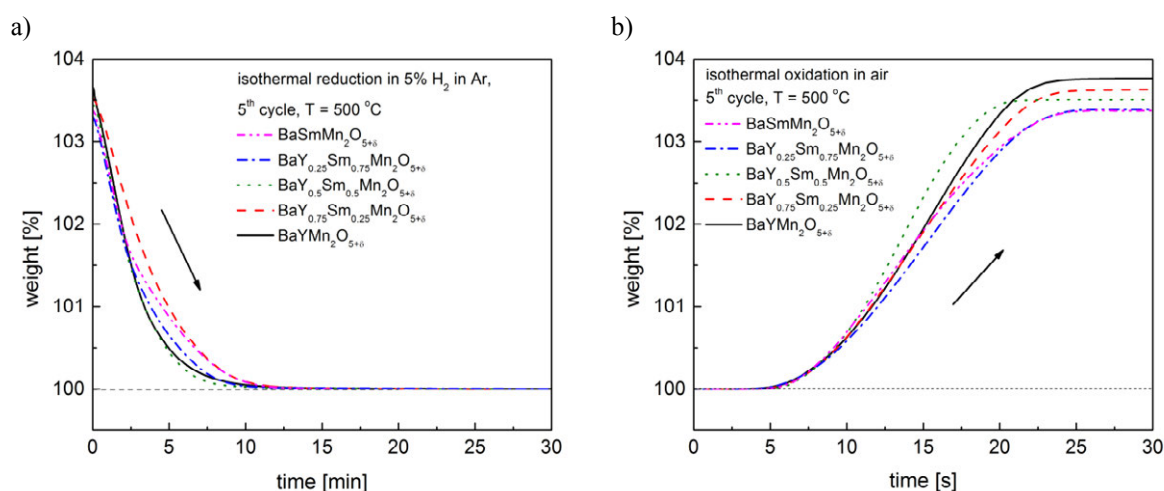 a)
104
103
102
101
100
weight [%]
isothermal reduction in 5% H₂ in Ar,
5ᵗʰ cycle, T = 500 °C
BaSmMn₂O₅₊δ
BaY₀.₂₅Sm₀.₇₅Mn₂O₅₊δ
BaY₀.₅Sm₀.₅Mn₂O₅₊δ
BaY₀.₇₅Sm₀.₂₅Mn₂O₅₊δ
BaYMn₂O₅₊δ
0 5 10 15 20 25 30
time [min]
b)
104
103
102
101
100
weight [%]
isothermal oxidation in air
5ᵗʰ cycle, T = 500 °C
BaSmMn₂O₅₊δ
BaY₀.₂₅Sm₀.₇₅Mn₂O₅₊δ
BaY₀.₅Sm₀.₅Mn₂O₅₊δ
BaY₀.₇₅Sm₀.₂₅Mn₂O₅₊δ
BaYMn₂O₅₊δ
0 5 10 15 20 25 30
time [s]